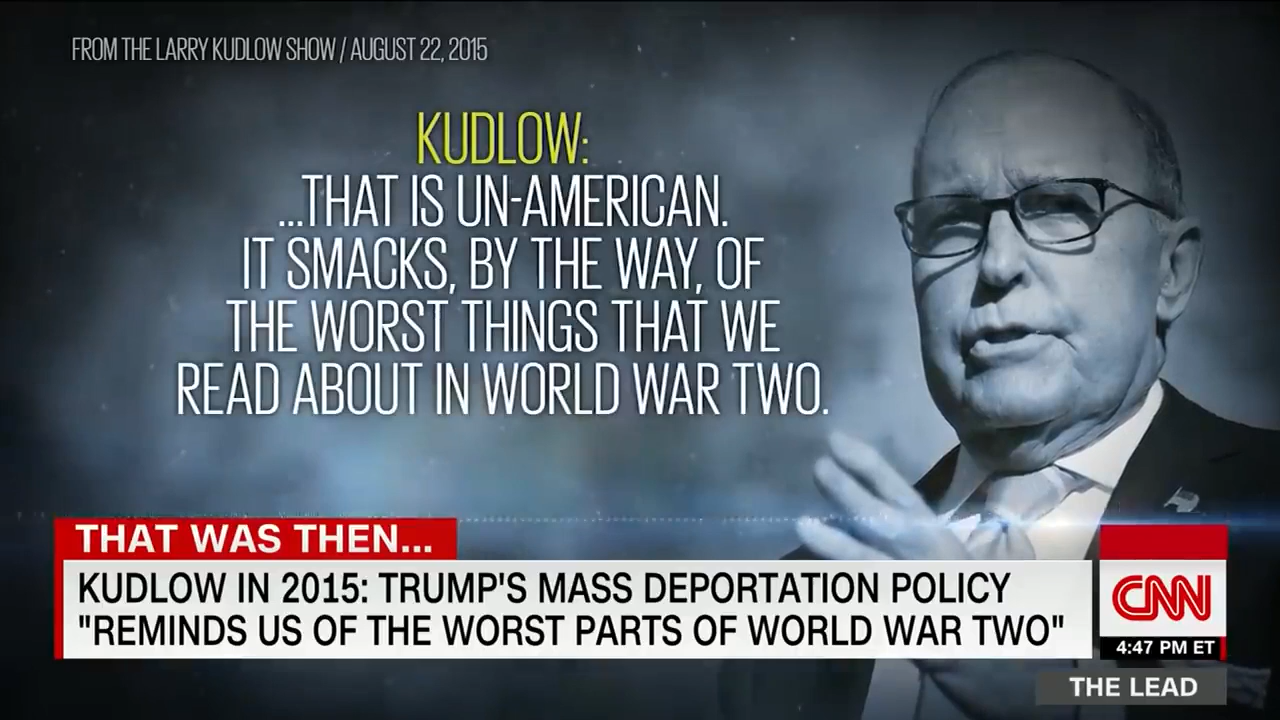 FROM THE LARRY KUDLOW SHOW / AUGUST 22, 2015
KUDLOW:
...THAT IS UN-AMERICAN.
IT SMACKS, BY THE WAY, OF
THE WORST THINGS THAT WE
READ ABOUT IN WORLD WAR TWO.
THAT WAS THEN...
KUDLOW IN 2015: TRUMP'S MASS DEPORTATION POLICY
"REMINDS US OF THE WORST PARTS OF WORLD WAR TWO"
CNN
4:47 PM ET
THE LEAD